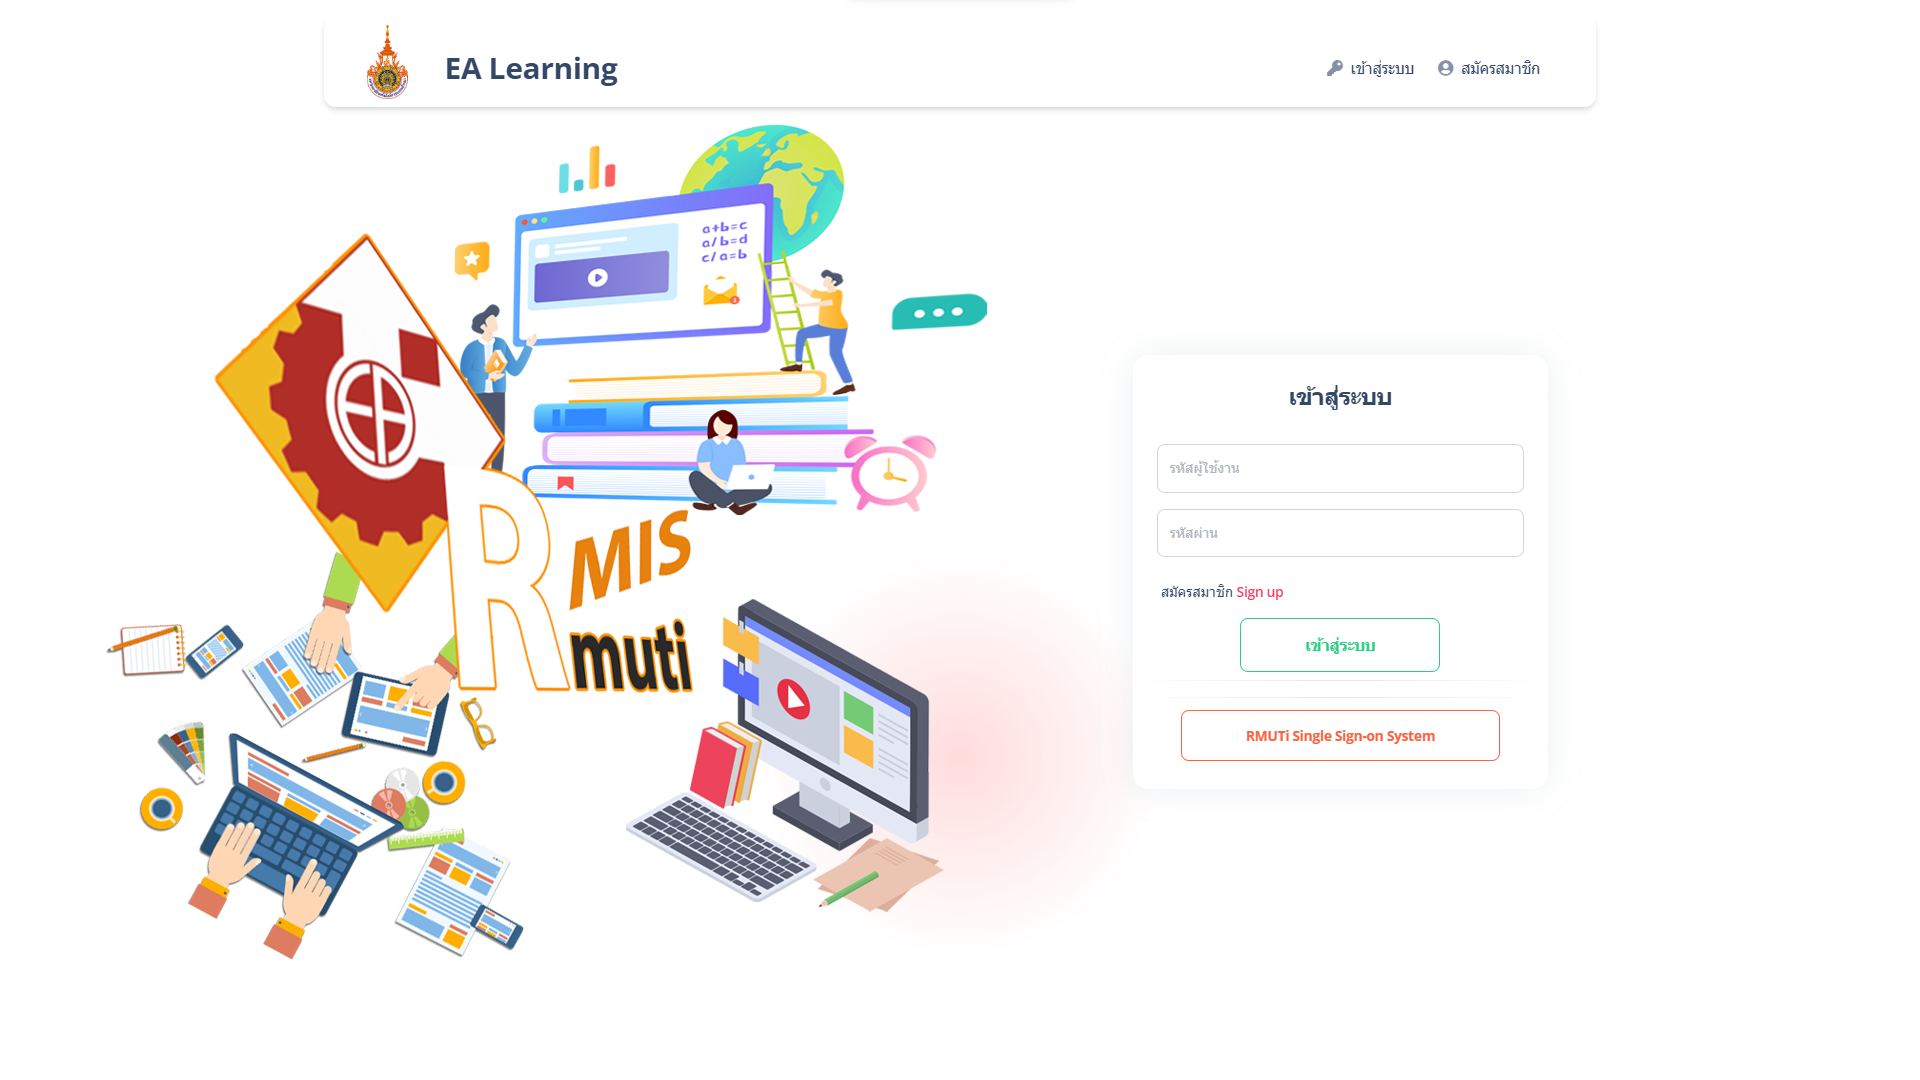 EA Learning
เข้าสู่ระบบ
สมัครสมาชิก
a+b=c
a/b=d
c/a=b
R
MIS
muti
เข้าสู่ระบบ
รหัสผู้ใช้งาน
รหัสผ่าน
สมัครสมาชิก Sign up
เข้าสู่ระบบ
RMUTi Single Sign-on System